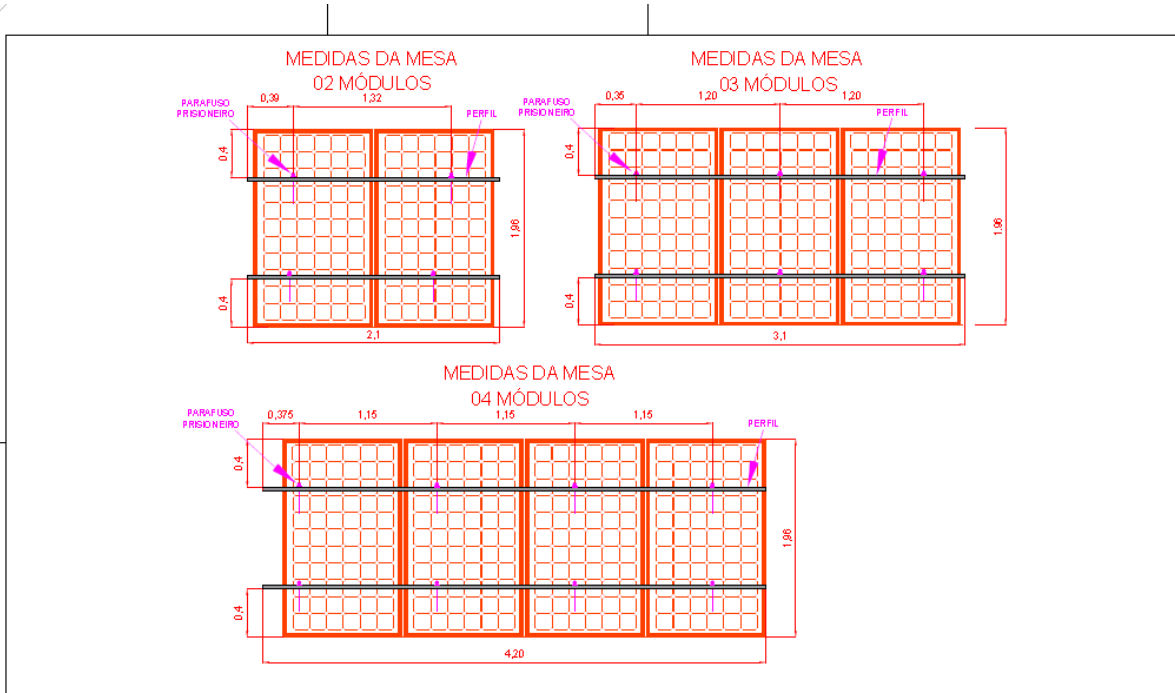 MEDIDAS DA MESA
02 MÓDULOS
0,39
1,32
PARAFUSO
PRISIONEIRO
PERFIL
0,4
1,96
0,4
2,1
MEDIDAS DA MESA
03 MÓDULOS
0,35
1,20
1,20
PARAFUSO
PRISIONEIRO
PERFIL
0,4
1.96
0,4
3,1
MEDIDAS DA MESA
04 MÓDULOS
0,375
1,15
1,15
1,15
PARAFUSO
PRISIONEIRO
PERFIL
0,4
1,96
0,4
4,20